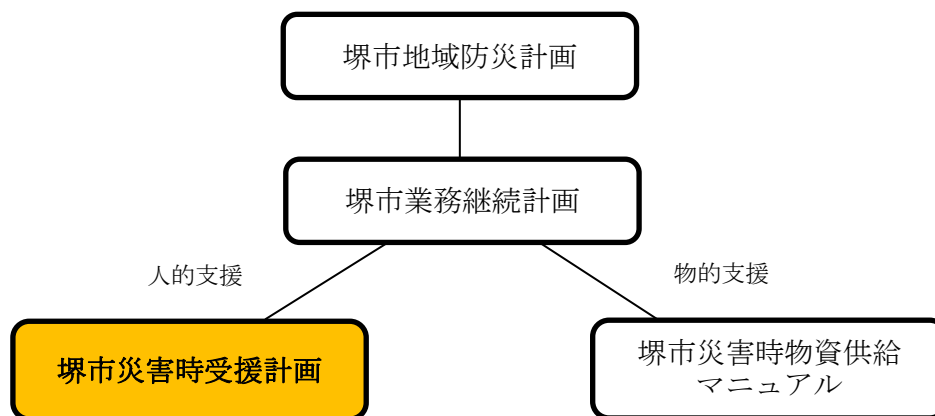 堺市地域防災計画
堺市業務継続計画
人的支援
物的支援
堺市災害時受援計画
堺市災害時物資供給
マニュアル